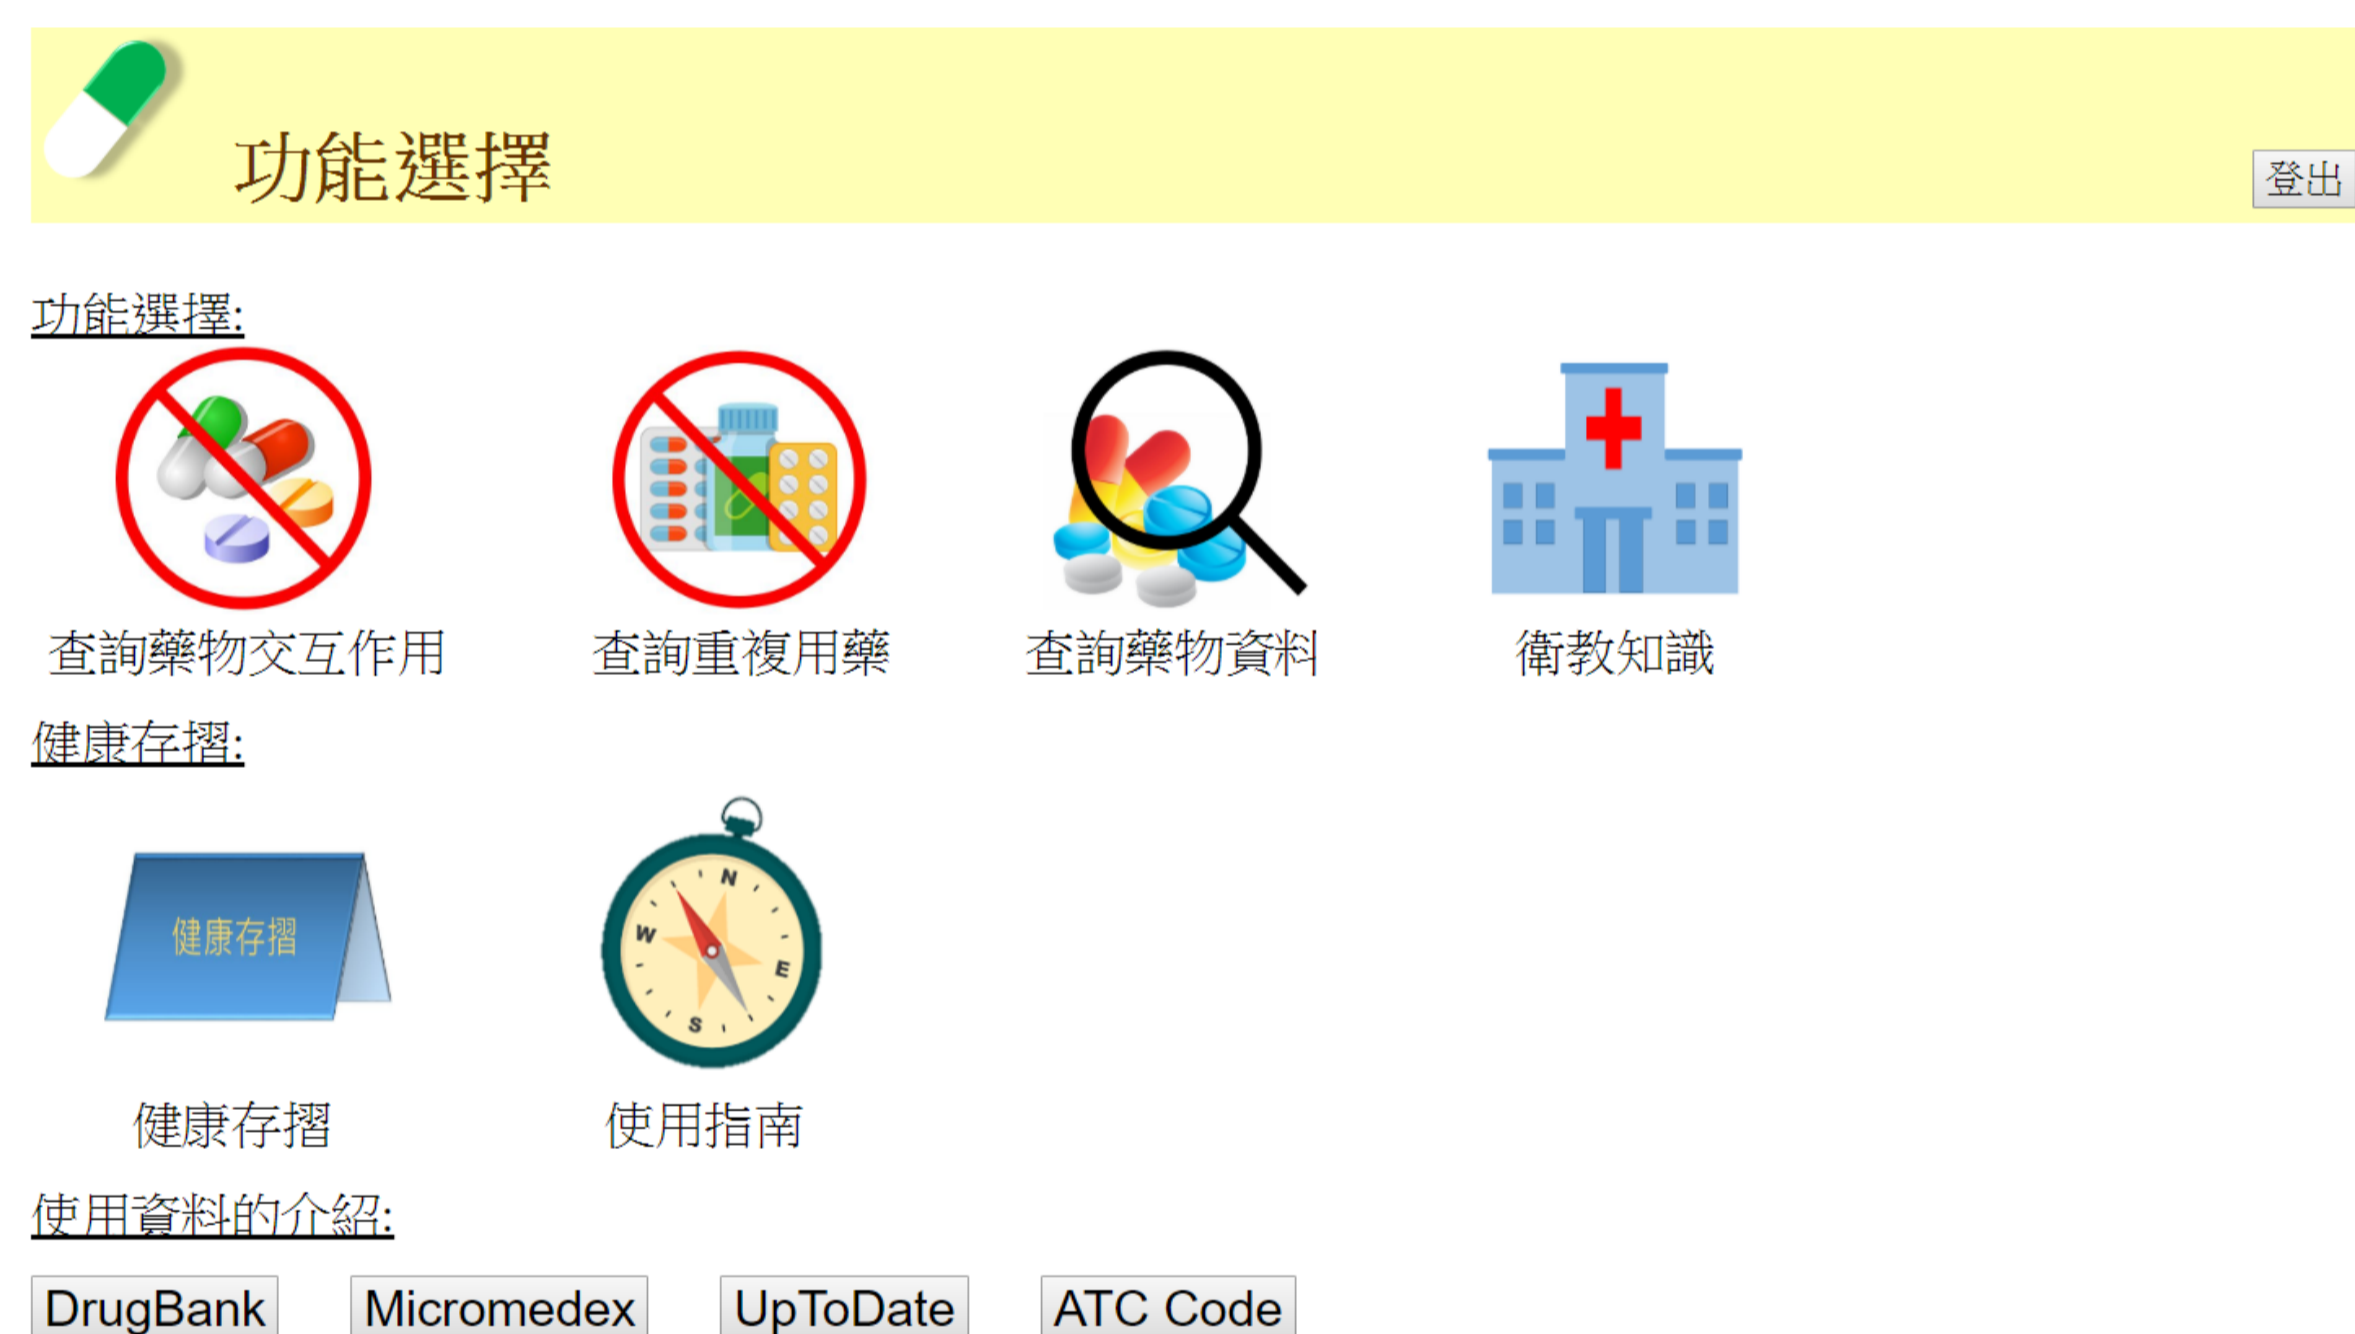 功能選擇
登出
功能選擇:
查詢藥物交互作用 查詢重複用藥 查詢藥物資料 衛教知識
健康存摺:
健康存摺
N
W
E
S
健康存摺 使用指南
使用資料的介紹:
DrugBank Micromedex UpToDate ATC Code